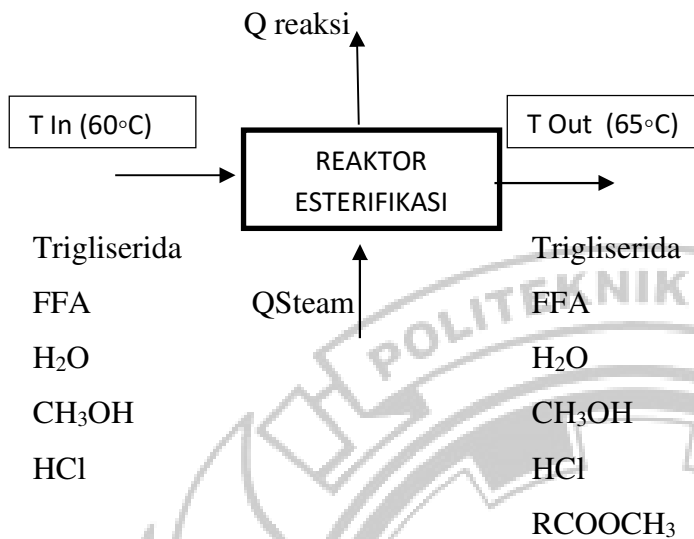 Q reaksi
T In (60◦C)
REAKTOR
ESTERIFIKASI
T Out (65◦C)
Trigliserida
FFA
H₂O
CH₃OH
HCl
QSteam
Trigliserida
FFA
H₂O
CH₃OH
HCl
RCOOCH₃
POLITEKNIK